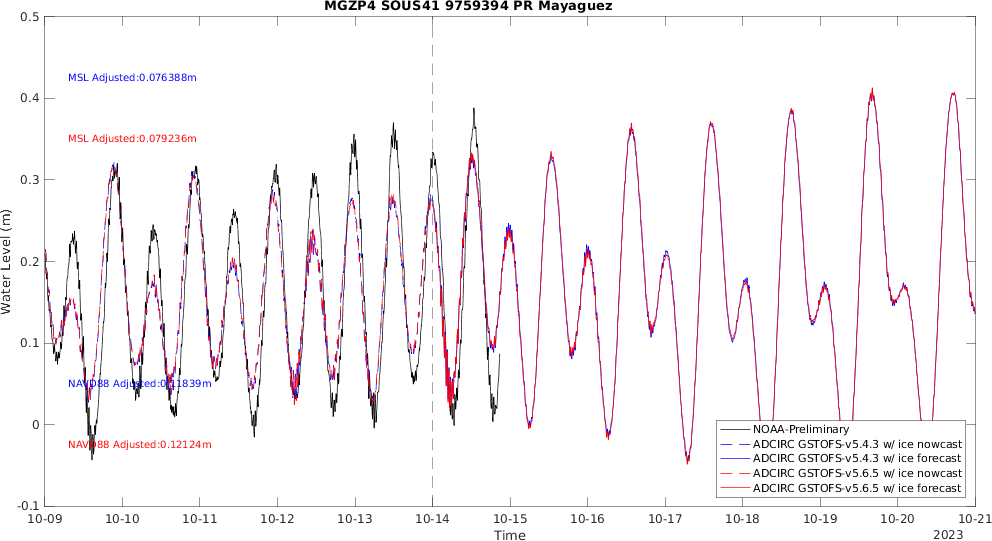 MGZP4 SOUS41 9759394 PR Mayaguez
0.5
0.4
0.3
0.2
0.1
0
-0.1
Water Level (m)
MSL Adjusted:0.076388m
MSL Adjusted:0.079236m
NAVD88 Adjusted:0.11839m
NAVD88 Adjusted:0.12124m
NOAA-Preliminary
ADCIRC GSTOFS-v5.4.3 w/ ice nowcast
ADCIRC GSTOFS-v5.4.3 w/ ice forecast
ADCIRC GSTOFS-v5.6.5 w/ ice nowcast
ADCIRC GSTOFS-v5.6.5 w/ ice forecast
10-09 10-10 10-11 10-12 10-13 10-14 10-15 10-16 10-17 10-18 10-19 10-20 10-21
Time
2023